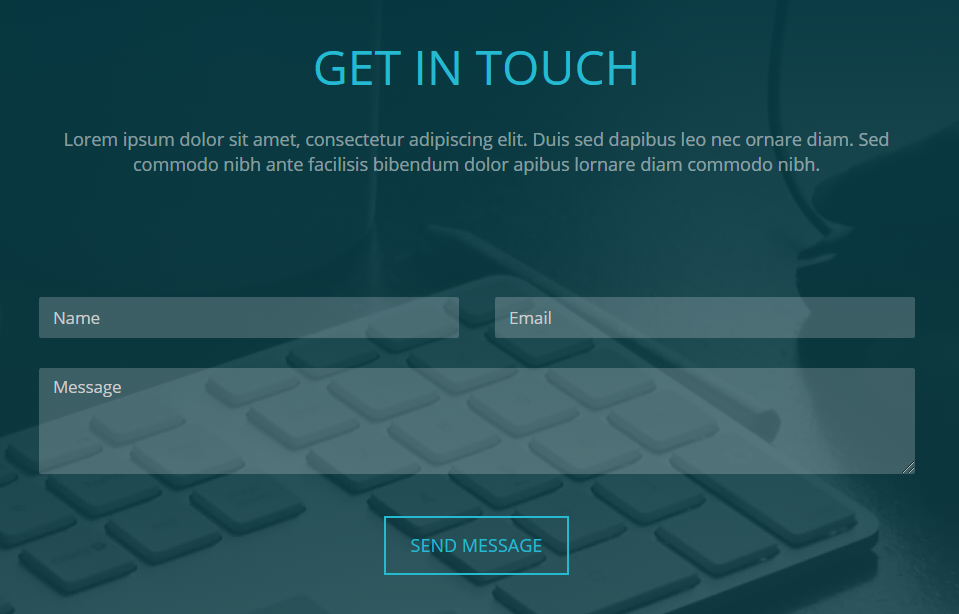 GET IN TOUCH
Lorem ipsum dolor sit amet, consectetur adipiscing elit. Duis sed dapibus leo nec ornare diam. Sed
commodo nibh ante facilisis bibendum dolor apibus lornare diam commodo nibh.
Name
Email
Message
SEND MESSAGE